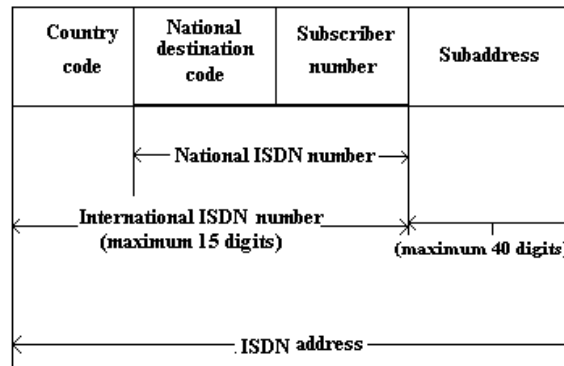 Country
code
National
destination
code
Subscriber
number
Subaddress
National ISDN number
International ISDN number
(maximum 15 digits)
(maximum 40 digits)
.ISDN address